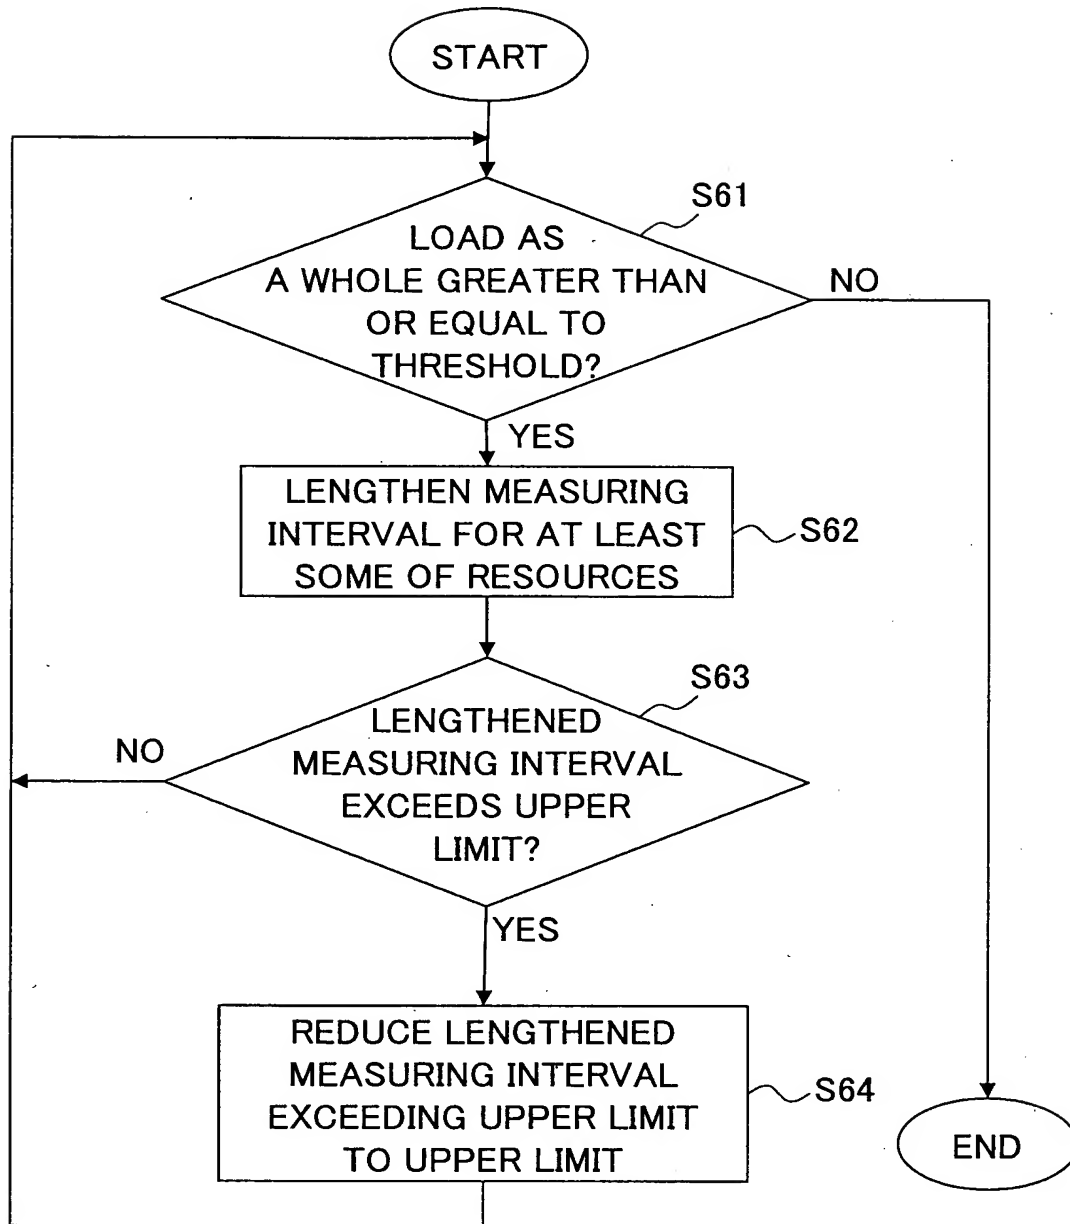 START
S61
LOAD AS
A WHOLE GREATER THAN
OR EQUAL TO
THRESHOLD?
NO
YES
LENGTHEN MEASURING
INTERVAL FOR AT LEAST
SOME OF RESOURCES
S62
S63
LENGTHENED
MEASURING INTERVAL
EXCEEDS UPPER
LIMIT?
NO
YES
REDUCE LENGTHENED
MEASURING INTERVAL
EXCEEDING UPPER LIMIT
TO UPPER LIMIT
S64
END